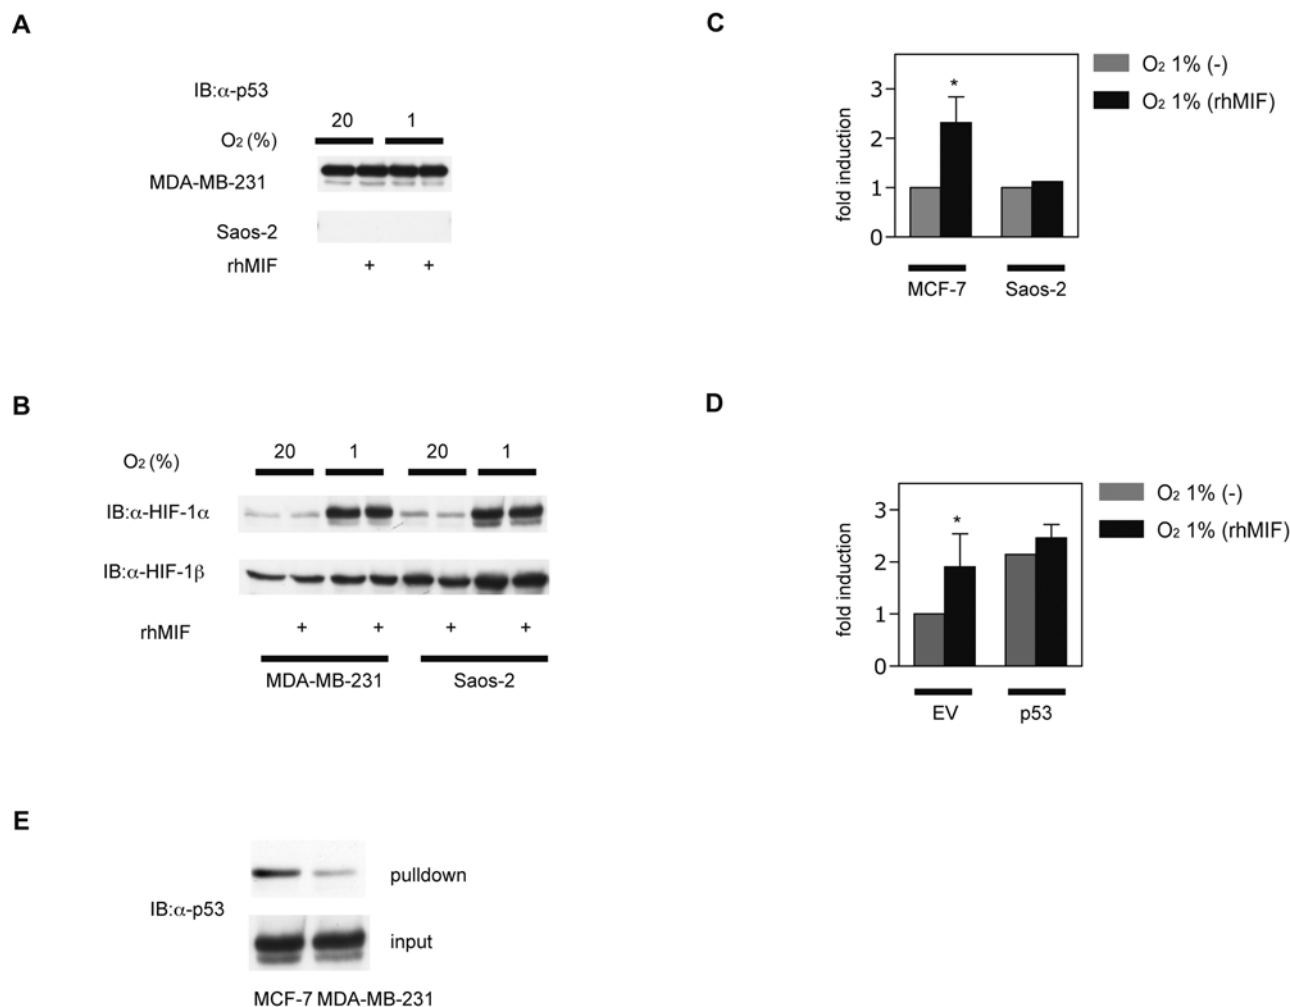 A
IB:α-p53
20 1
O₂ (%)
MDA-MB-231
Saos-2
rhMIF + +
B
20 1 20 1
O₂ (%)
IB:α-HIF-1α
IB:α-HIF-1β
rhMIF + + + +
MDA-MB-231 Saos-2
E
pulldown
IB:α-p53
input
MCF-7 MDA-MB-231
C
O₂ 1% (-)
O₂ 1% (rhMIF)
*
3
2
1
0
fold induction
MCF-7 Saos-2
D
O₂ 1% (-)
O₂ 1% (rhMIF)
*
3
2
1
0
fold induction
EV p53